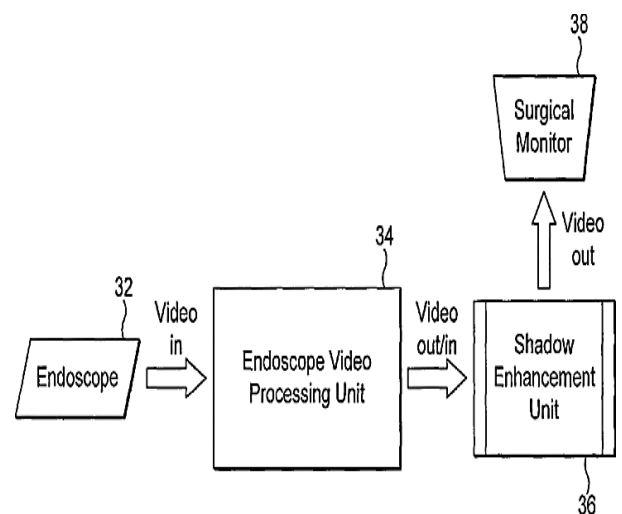 38
Surgical
Monitor
Video
out
34
32
Video
in
Video
out/in
Endoscope
Endoscope Video
Processing Unit
Shadow
Enhancement
Unit
36